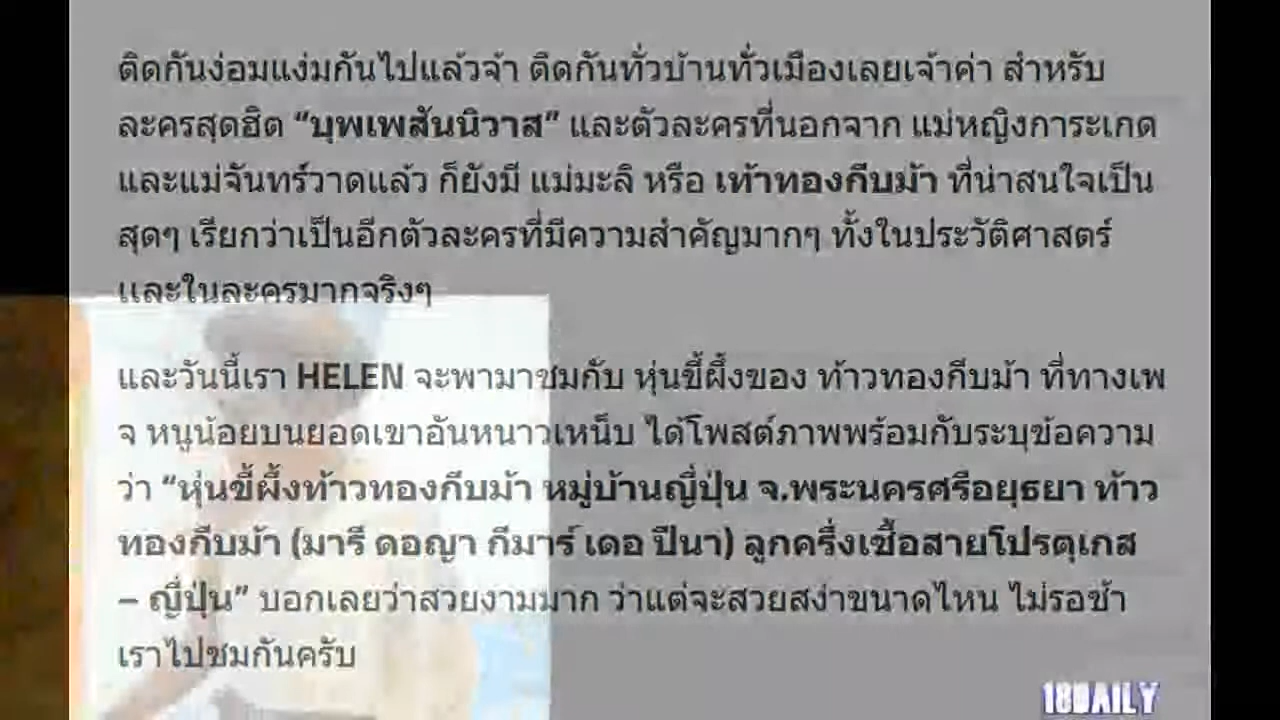 ติดกันง่อมแง่มกันไปแล้วจ้า ติดกันทั่วบ้านทั่วเมืองเลยเจ้าค่า สำหรับ
ละครสุดฮิต “บุพเพสันนิวาส” และตัวละครที่นอกจาก แม่หญิงการะเกด
และแม่จันทร์วาดแล้ว ก็ยังมี แม่มะลิ หรือ เท้าทองกีบม้า ที่น่าสนใจเป็น
สุดๆ เรียกว่าเป็นอีกตัวละครที่มีความสำคัญมากๆ ทั้งในประวัติศาสตร์
และในละครมากจริงๆ
และวันนี้เรา HELEN จะพามาชมกับ หุ่นขี้ผึ้งของ ท้าวทองกีบม้า ที่ทางเพ
จ หนูน้อยบนยอดเขาอันหนาวเหน็บ ได้โพสต์ภาพพร้อมกับระบุข้อความ
ว่า “หุ่นขี้ผึ้งท้าวทองกีบม้า หมู่บ้านญี่ปุ่น จ.พระนครศรีอยุธยา ท้าว
ทองกีบม้า (มารี ดอญา กีมาร์ เดอ ปีนา) ลูกครึ่งเชื้อสายโปรตุเกส
– ญี่ปุ่น” บอกเลยว่าสวยงามมาก ว่าแต่จะสวยสง่าขนาดไหน ไม่รอช้า
เราไปชมกันครับ
18DAILY